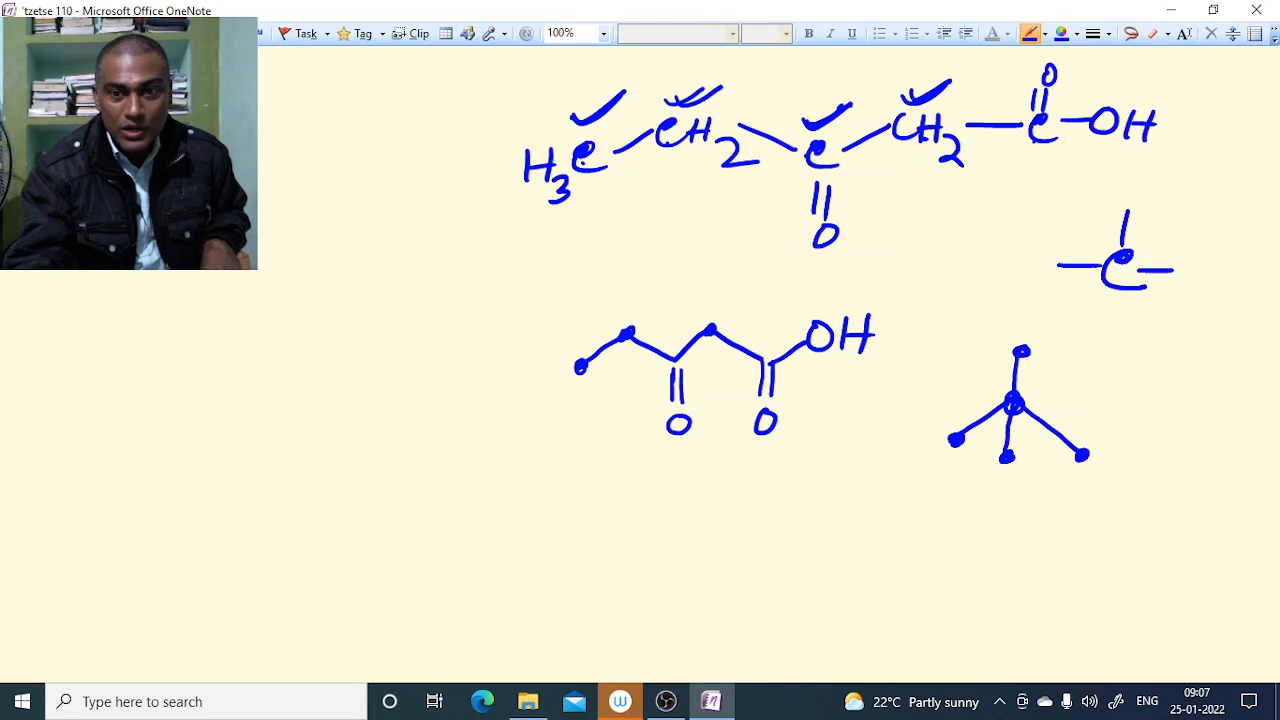 'tzetse 110 - Microsoft Office OneNote
Task Tag Clip 100% B I U A
O
H3C CH2 C CH2 C OH
O
C
OH
O O
Type here to search
22°C Partly sunny ENG 09:07
25-01-2022